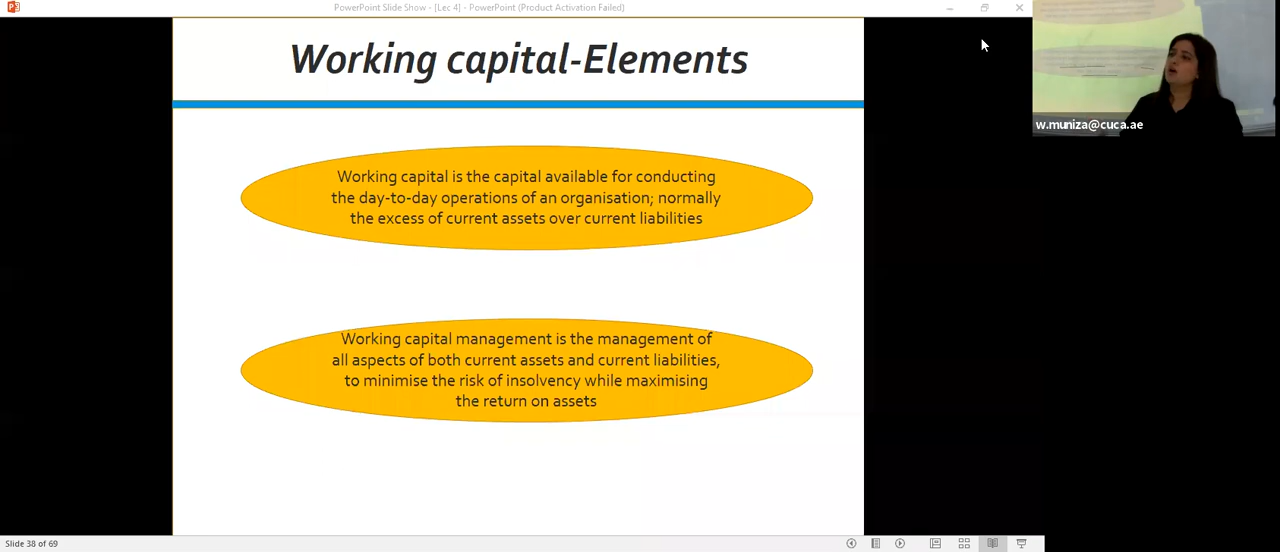 PowerPoint Slide Show - [Lec 4] - PowerPoint (Product Activation Failed)
Working capital-Elements
w.muniza@cuca.ae
Working capital is the capital available for conducting
the day-to-day operations of an organisation; normally
the excess of current assets over current liabilities
Working capital management is the management of
all aspects of both current assets and current liabilities,
to minimise the risk of insolvency while maximising
the return on assets
Slide 38 of 69